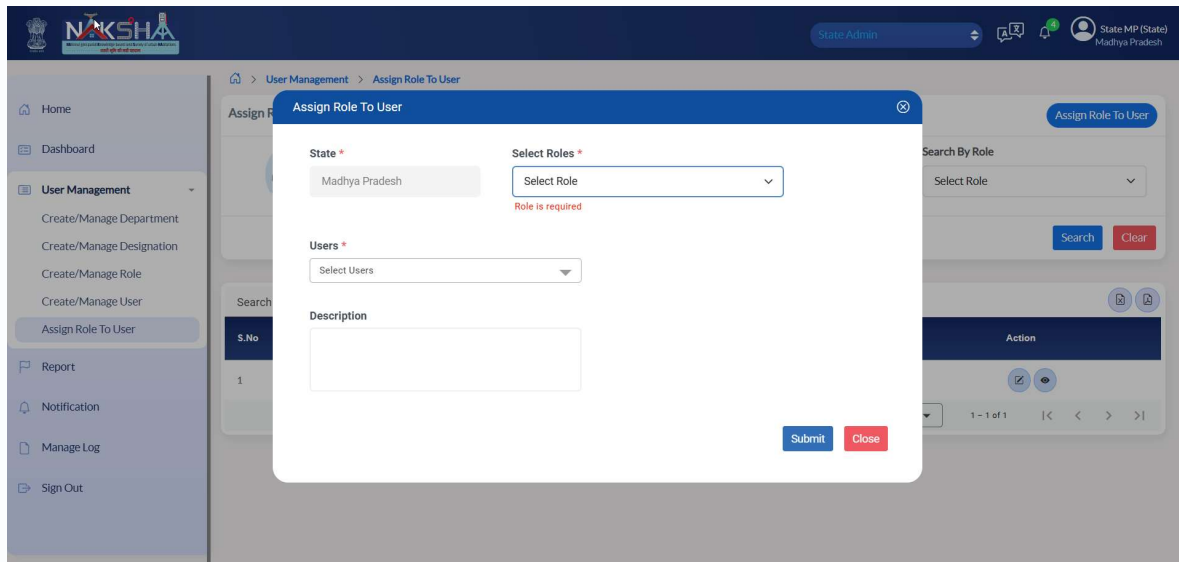 NAKSHA
State Admin
4
State MP (State)
Madhya Pradesh
User Management > Assign Role To User
Home
Dashboard
User Management
Create/Manage Department
Create/Manage Designation
Create/Manage Role
Create/Manage User
Assign Role To User
Report
Notification
Manage Log
Sign Out
Assign
Assign Role To User
Search By Role
Select Role
Search
Clear
Search
S.No
Action
1
1 – 1 of 1
Assign Role To User
State *
Select Roles *
Madhya Pradesh
Select Role
Role is required
Users *
Select Users
Description
Submit
Close